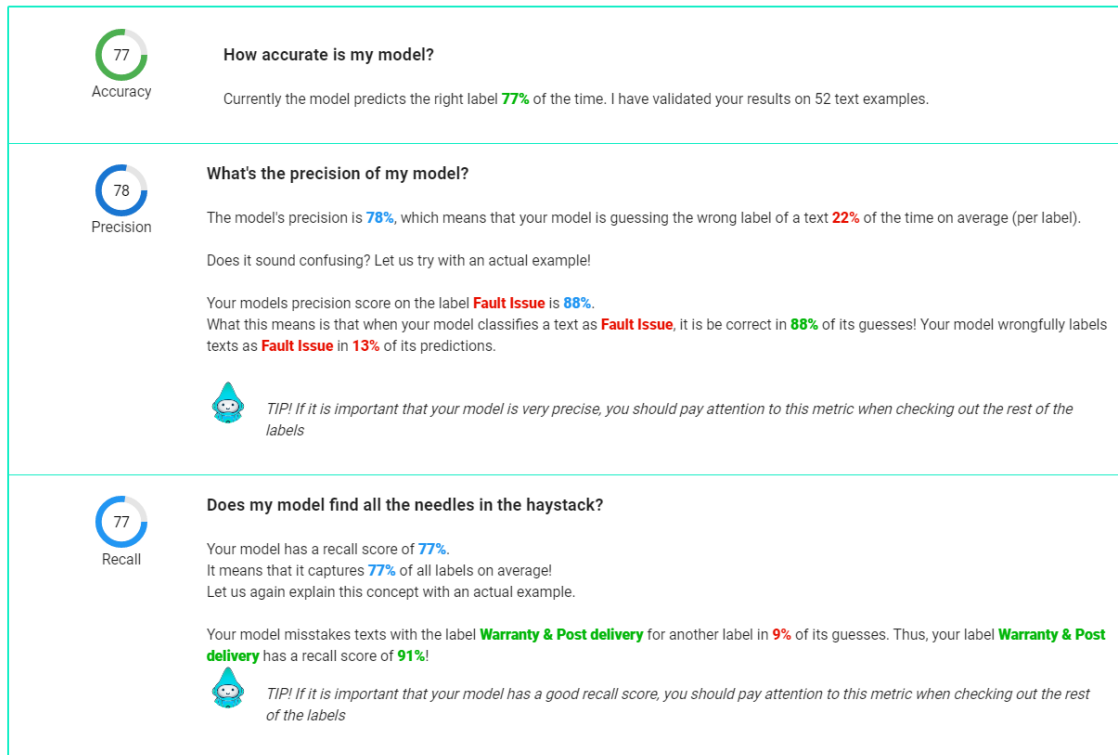 77
Accuracy
How accurate is my model?
Currently the model predicts the right label 77% of the time. I have validated your results on 52 text examples.
78
Precision
What's the precision of my model?
The model's precision is 78%, which means that your model is guessing the wrong label of a text 22% of the time on average (per label).
Does it sound confusing? Let us try with an actual example!
Your models precision score on the label Fault Issue is 88%.
What this means is that when your model classifies a text as Fault Issue, it is be correct in 88% of its guesses! Your model wrongfully labels
texts as Fault Issue in 13% of its predictions.
TIP! If it is important that your model is very precise, you should pay attention to this metric when checking out the rest of the
labels
77
Recall
Does my model find all the needles in the haystack?
Your model has a recall score of 77%.
It means that it captures 77% of all labels on average!
Let us again explain this concept with an actual example.
Your model misstakes texts with the label Warranty & Post delivery for another label in 9% of its guesses. Thus, your label Warranty & Post
delivery has a recall score of 91%!
TIP! If it is important that your model has a good recall score, you should pay attention to this metric when checking out the rest
of the labels